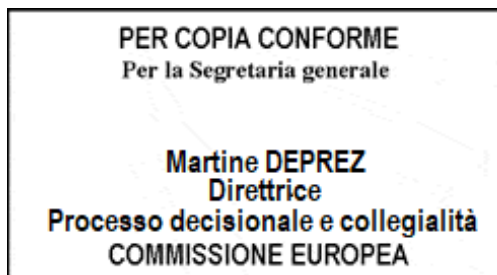 PER COPIA CONFORME
Per la Segretaria generale
Martine DEPREZ
Direttrice
Processo decisionale e collegialità
COMMISSIONE EUROPEA